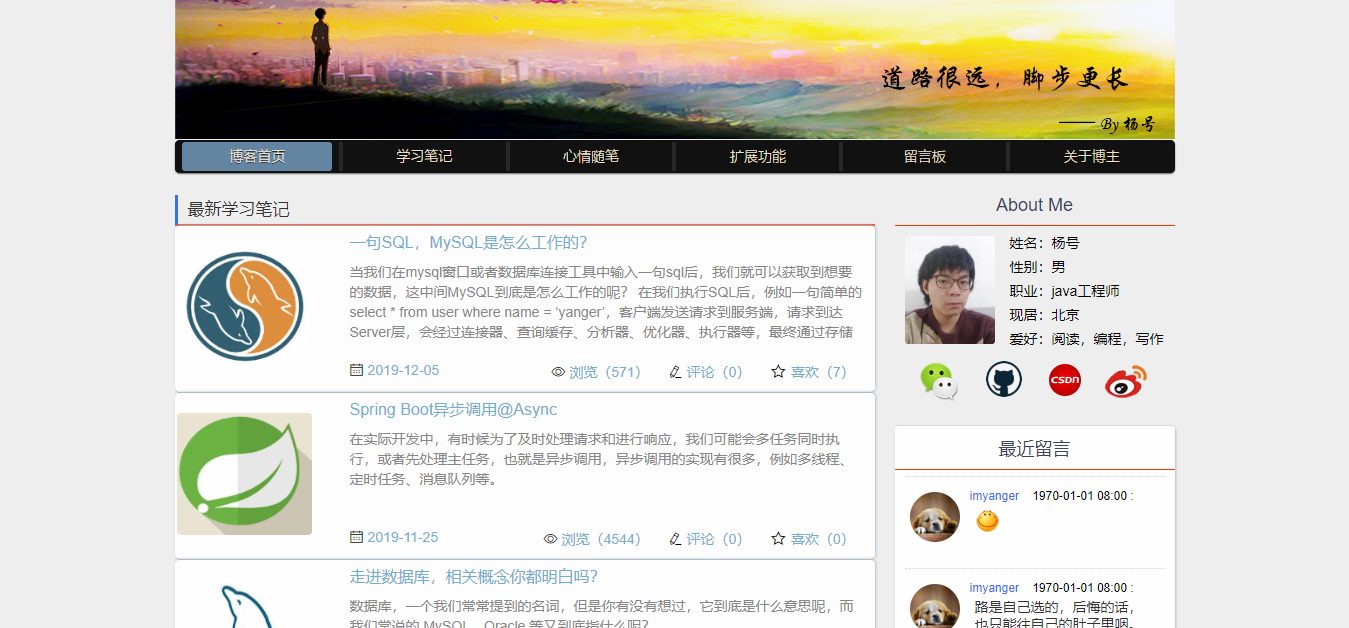 道路很远，脚步更长
—— By 杨号
博客首页
学习笔记
心情随笔
扩展功能
留言板
关于博主
最新学习笔记
一句SQL，MySQL是怎么工作的？
当我们在mysql窗口或者数据库连接工具中输入一句sql后，我们就可以获取到想要
的数据，这中间MySQL到底是怎么工作的呢？ 在我们执行SQL后，例如一句简单的
select * from user where name = ‘yanger’，客户端发送请求到服务端，请求到达
Server层，会经过连接器、查询缓存、分析器、优化器、执行器等，最终通过存储
2019-12-05
浏览（571）
评论（0）
喜欢（7）
Spring Boot异步调用@Async
在实际开发中，有时候为了及时处理请求和进行响应，我们可能会多任务同时执
行，或者先处理主任务，也就是异步调用，异步调用的实现有很多，例如多线程、
定时任务、消息队列等。
2019-11-25
浏览（4544）
评论（0）
喜欢（0）
走进数据库，相关概念你都明白吗？
数据库，一个我们常常提到的名词，但是你有没有想过，它到底是什么意思呢，而
我们常说的 MySQL、Oracle 等又到底指什么呢？
About Me
姓名：杨号
性别：男
职业：java工程师
现居：北京
爱好：阅读，编程，写作
CSDN
最近留言
imyanger 1970-01-01 08:00 :
imyanger 1970-01-01 08:00 :
路是自己选的，后悔的话，
也只能往自己的肚子里咽。